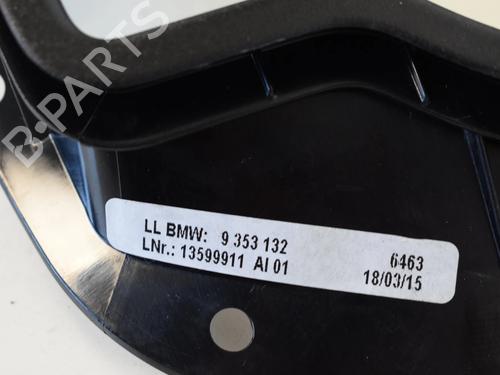 B-PARTS
LL BMW: 9 353 132 6463
LNr.: 13599911 AI 01 18/03/15